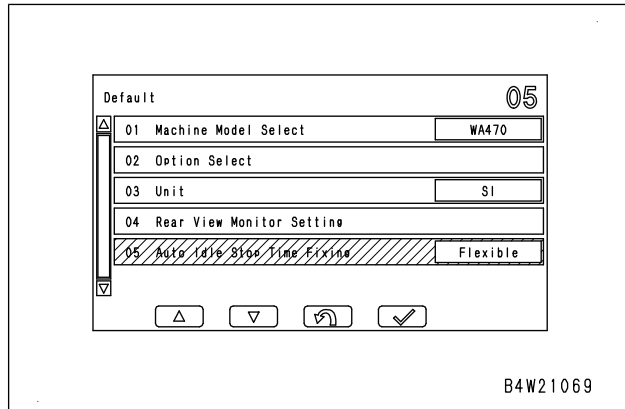 Default 05
01 Machine Model Select WA470
02 Option Select
03 Unit SI
04 Rear View Monitor Setting
05 Auto Idle Stop Time Fixing Flexible
B4W21069